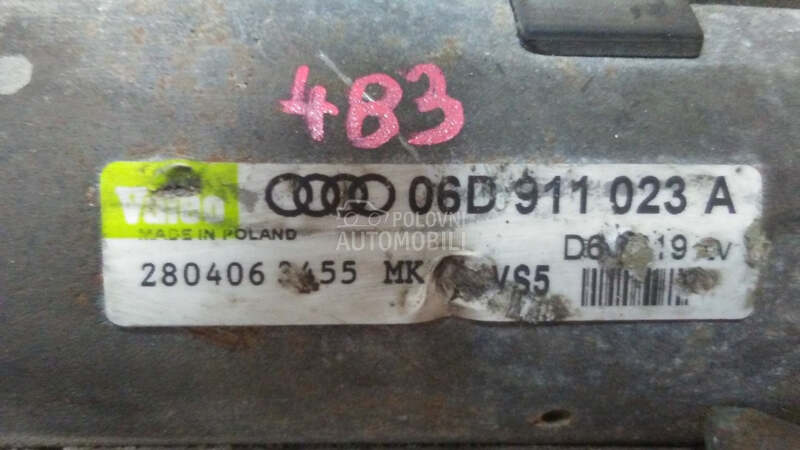 483
Valeo 06D 911 023 A
MADE IN POLAND
POLOVNI
AUTOMOBILI
280406 455 MK VS5